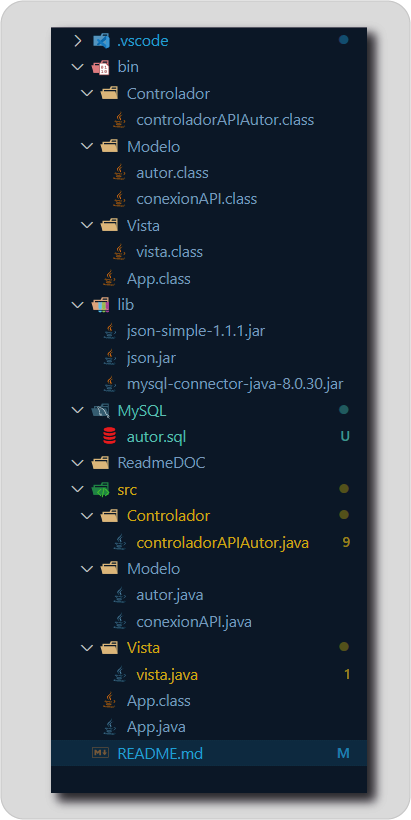 .vscode
bin
Controlador
controladorAPIAutor.class
Modelo
autor.class
conexionAPI.class
Vista
vista.class
App.class
lib
json-simple-1.1.1.jar
json.jar
mysql-connector-java-8.0.30.jar
MySQL
autor.sql U
ReadmeDOC
src
Controlador
controladorAPIAutor.java 9
Modelo
autor.java
conexionAPI.java
Vista
vista.java 1
App.class
App.java
README.md M